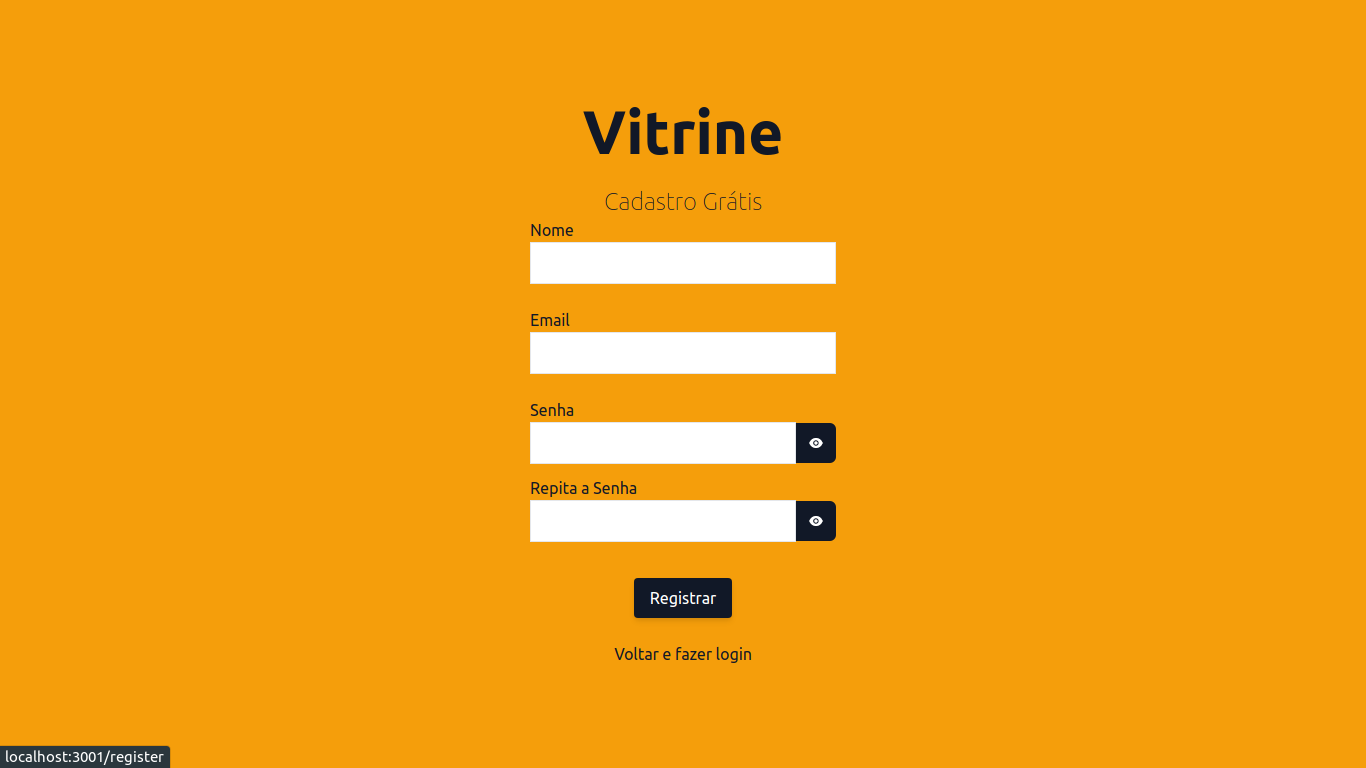 Vitrine
Cadastro Grátis
Nome
Email
Senha
Repita a Senha
Registrar
Voltar e fazer login
localhost:3001/register